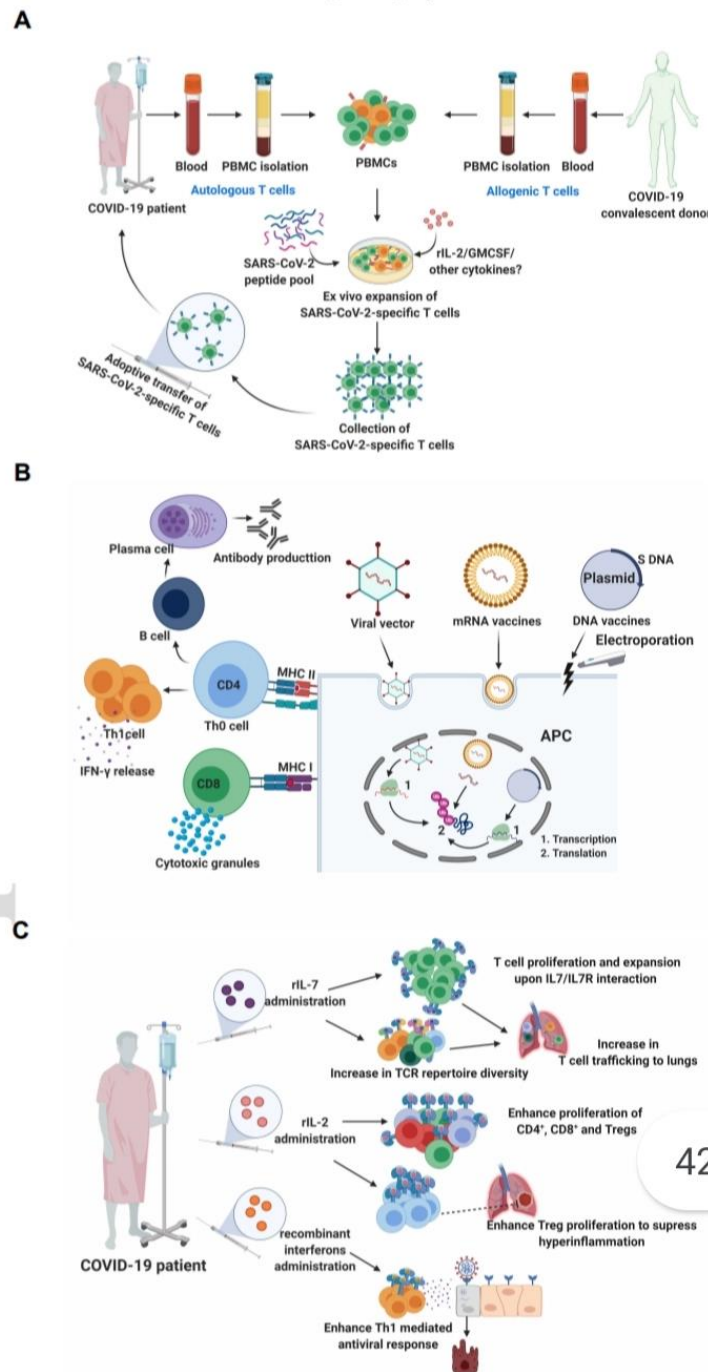 A
Blood
PBMC isolation
PBMCs
PBMC isolation
Blood
Autologous T cells
Allogenic T cells
COVID-19 patient
COVID-19
convalescent donor
SARS-CoV-2
peptide pool
rIL-2/GMCSF/
other cytokines?
Ex vivo expansion of
SARS-CoV-2-specific T cells
Adoptive transfer of
SARS-CoV-2-specific T cells
Collection of
SARS-CoV-2-specific T cells
B
Plasma cell
Antibody producttion
B cell
Viral vector
mRNA vaccines
Plasmid
S DNA
DNA vaccines
Electroporation
CD4
MHC II
Th0 cell
Th1cell
IFN-γ release
CD8
MHC I
Cytotoxic granules
APC
1
2
1
1. Transcription
2. Translation
C
rIL-7
administration
T cell proliferation and expansion
upon IL7/IL7R interaction
Increase in TCR repertoire diversity
Increase in
T cell trafficking to lungs
rIL-2
administration
Enhance proliferation of
CD4⁺, CD8⁺ and Tregs
42
Enhance Treg proliferation to supress
hyperinflammation
recombinant
interferons
administration
COVID-19 patient
Enhance Th1 mediated
antiviral response